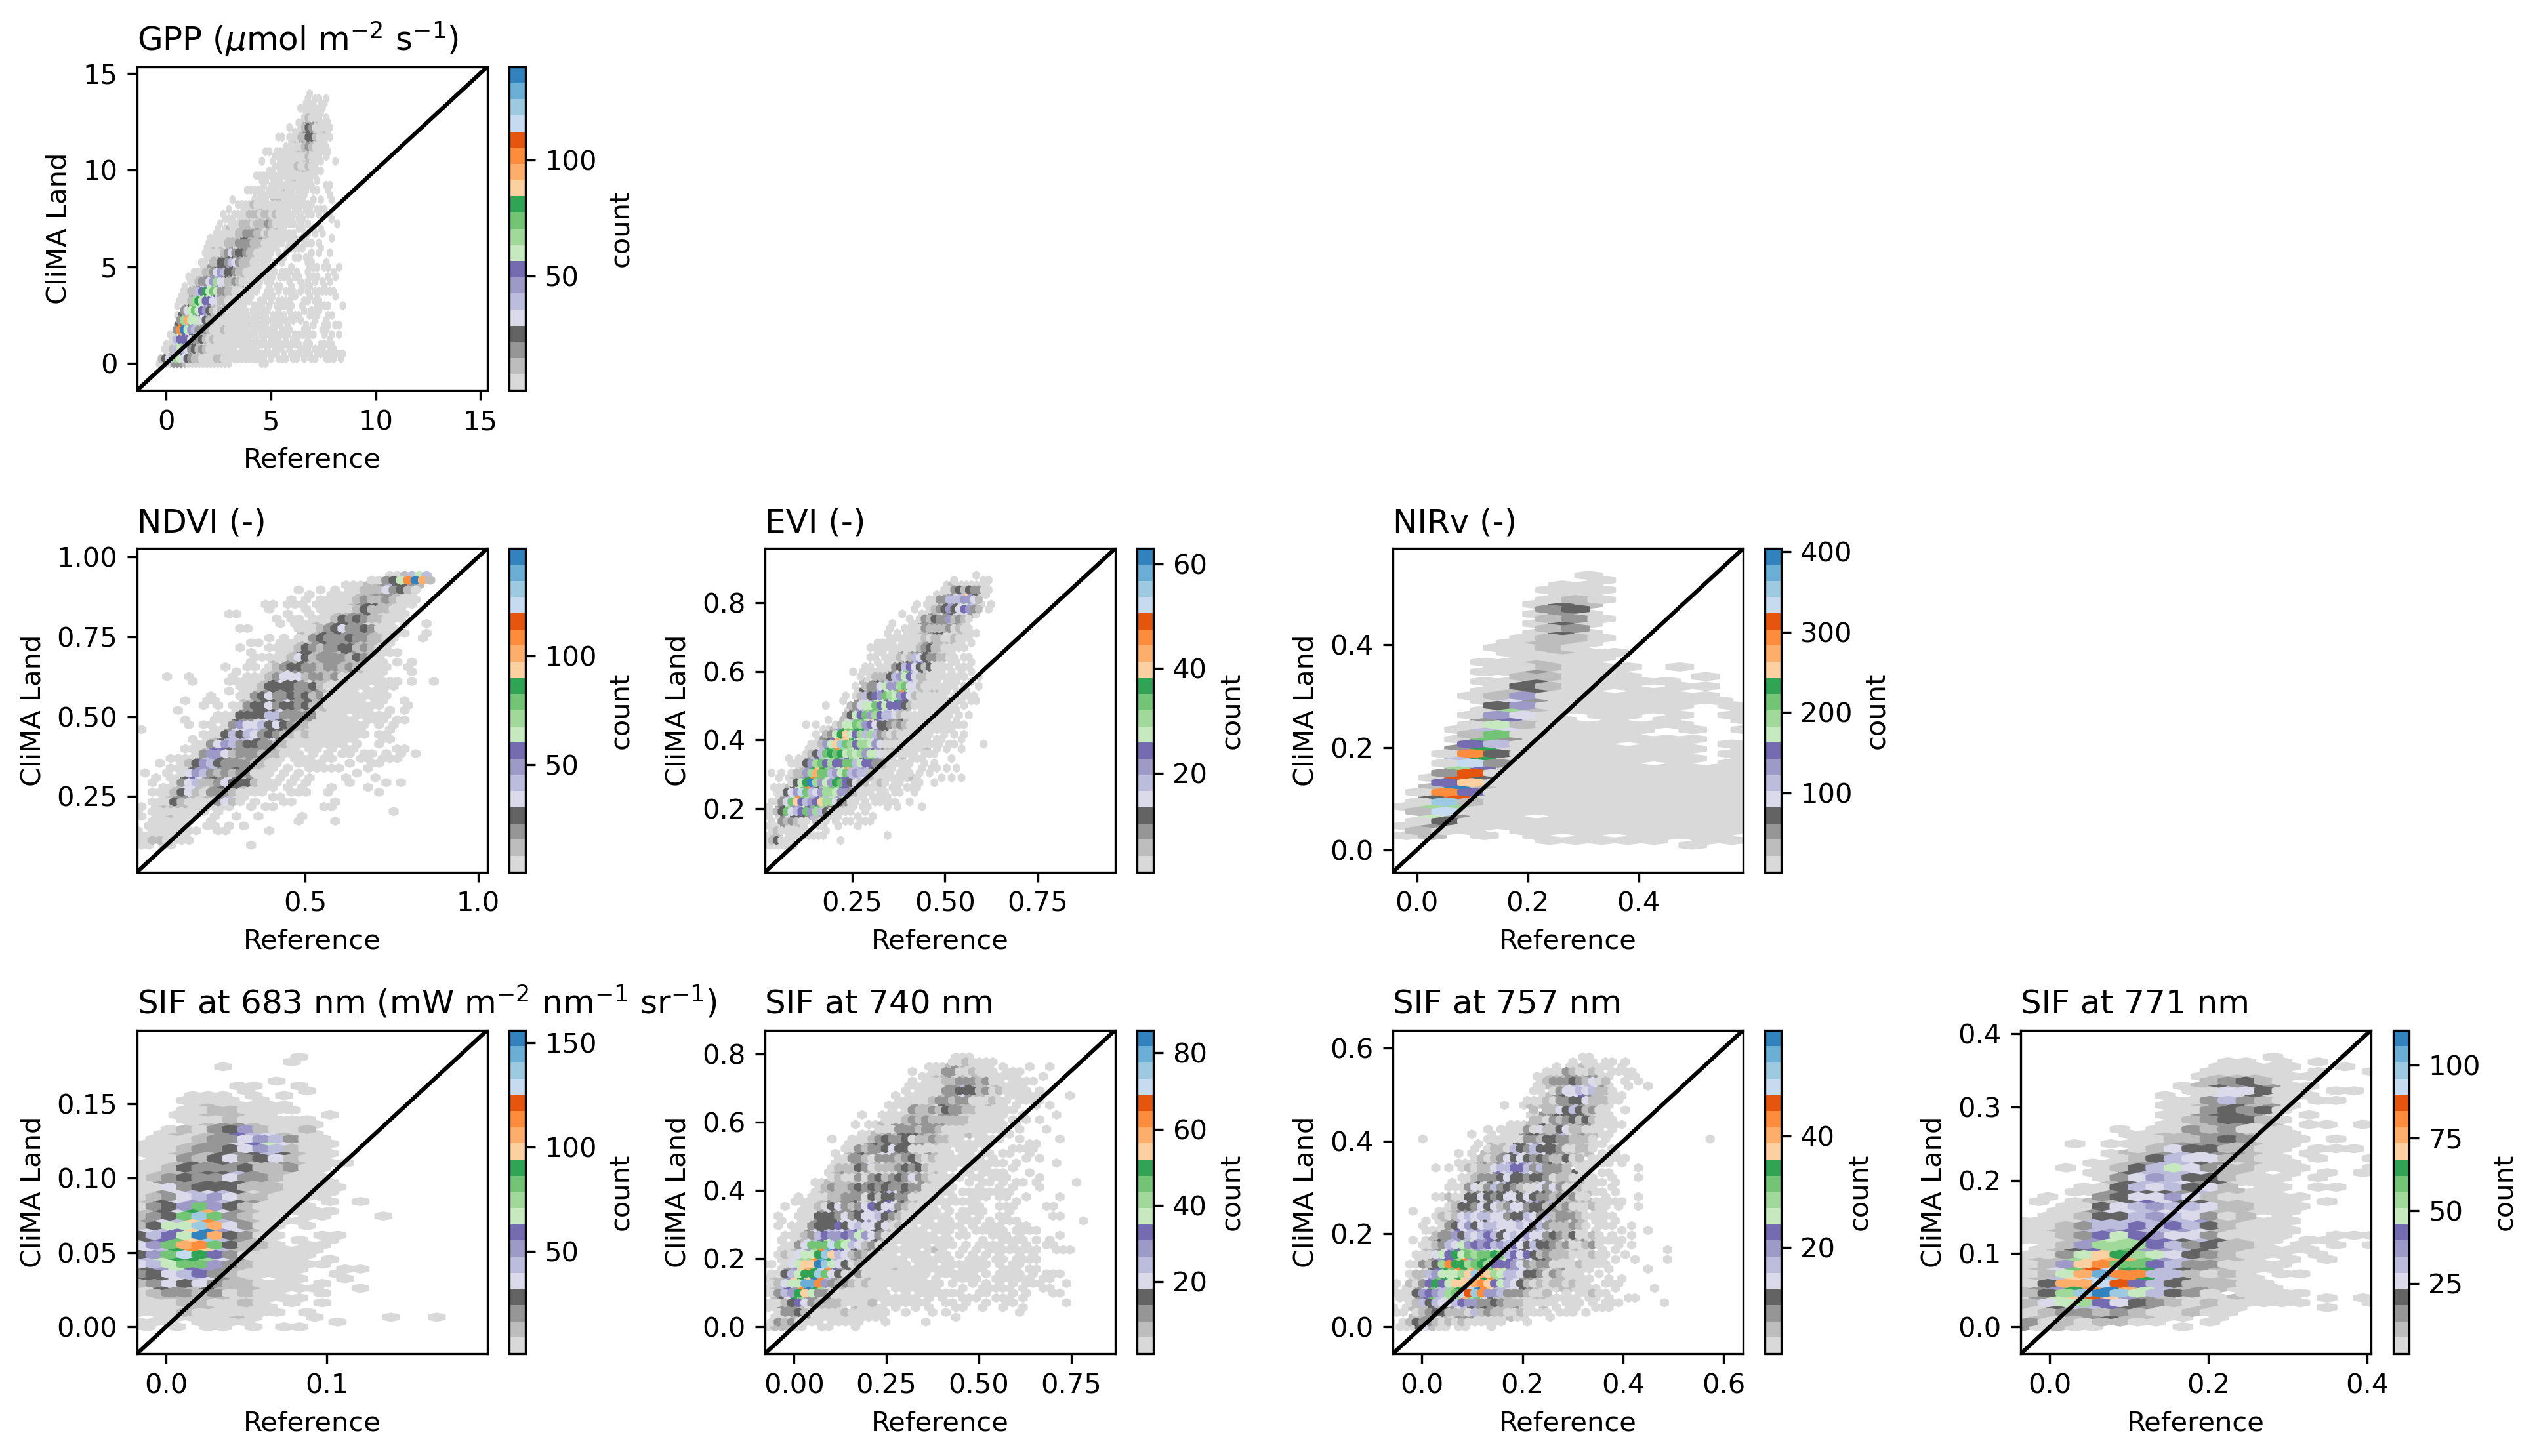 GPP (μmol m⁻² s⁻¹)
15
10
5
0
CliMA Land
0 5 10 15
Reference
100
50
count
NDVI (-)
1.00
0.75
0.50
0.25
CliMA Land
0.5 1.0
Reference
100
50
count
EVI (-)
0.8
0.6
0.4
0.2
CliMA Land
0.25 0.50 0.75
Reference
60
40
20
count
NIRv (-)
0.4
0.2
0.0
CliMA Land
0.0 0.2 0.4
Reference
400
300
200
100
count
SIF at 683 nm (mW m⁻² nm⁻¹ sr⁻¹)
0.15
0.10
0.05
0.00
CliMA Land
0.0 0.1
Reference
150
100
50
count
SIF at 740 nm
0.8
0.6
0.4
0.2
0.0
CliMA Land
0.00 0.25 0.50 0.75
Reference
80
60
40
20
count
SIF at 757 nm
0.6
0.4
0.2
0.0
CliMA Land
0.0 0.2 0.4 0.6
Reference
40
20
count
SIF at 771 nm
0.4
0.3
0.2
0.1
0.0
CliMA Land
0.0 0.2 0.4
Reference
100
75
50
25
count